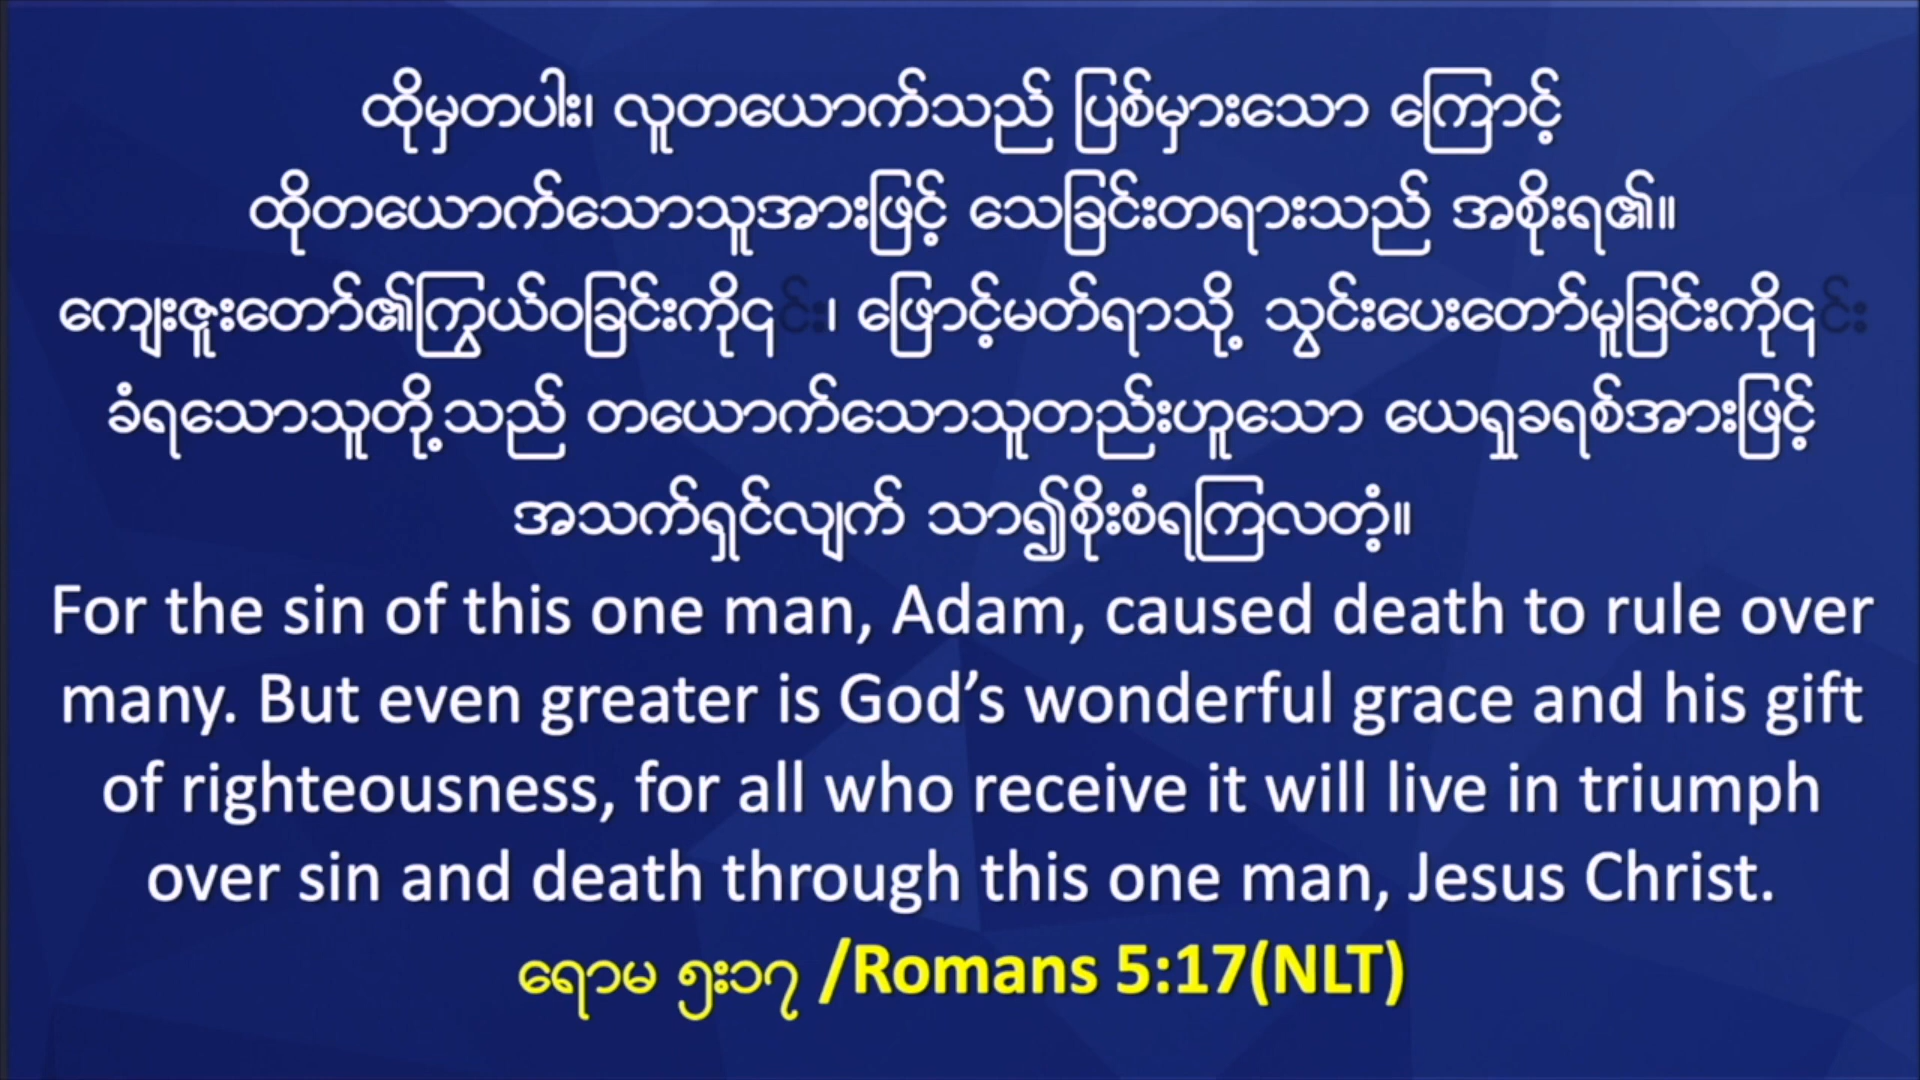 ထိုမှတပါး၊ လူတယောက်သည် ပြစ်မှားသော ကြောင့်
ထိုတယောက်သောသူအားဖြင့် သေခြင်းတရားသည် အစိုးရ၏။
ကျေးဇူးတော်၏ကြွယ်ဝခြင်းကို၎င်း၊ ဖြောင့်မတ်ရာသို့ သွင်းပေးတော်မူခြင်းကို၎င်း
ခံရသောသူတို့သည် တယောက်သောသူတည်းဟူသော ယေရှုခရစ်အားဖြင့်
အသက်ရှင်လျက် သာ၍စိုးစံရကြလတံ့။
For the sin of this one man, Adam, caused death to rule over
many. But even greater is God’s wonderful grace and his gift
of righteousness, for all who receive it will live in triumph
over sin and death through this one man, Jesus Christ.
ရောမ ၅း၁၇ /Romans 5:17(NLT)